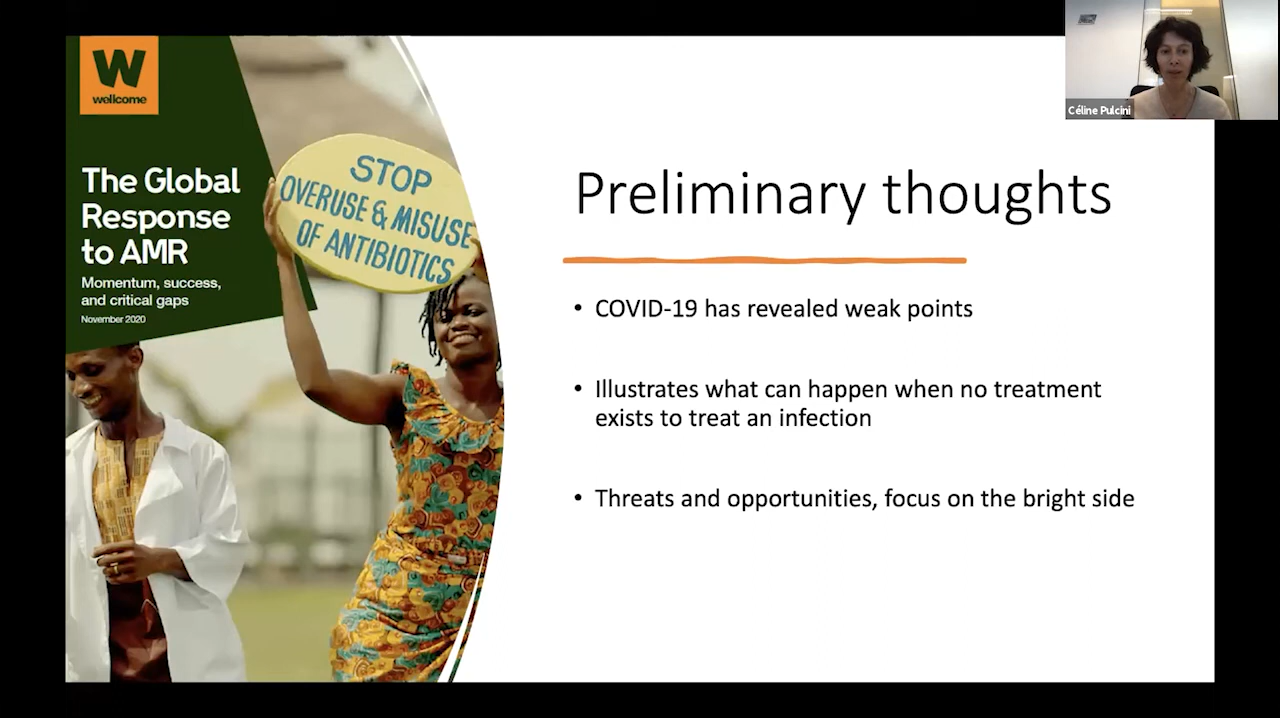 W
wellcome
The Global
Response
to AMR
Momentum, success,
and critical gaps
November 2020
STOP
OVERUSE & MISUSE
OF ANTIBIOTICS
Preliminary thoughts
• COVID-19 has revealed weak points
• Illustrates what can happen when no treatment
exists to treat an infection
• Threats and opportunities, focus on the bright side
Céline Pulcini